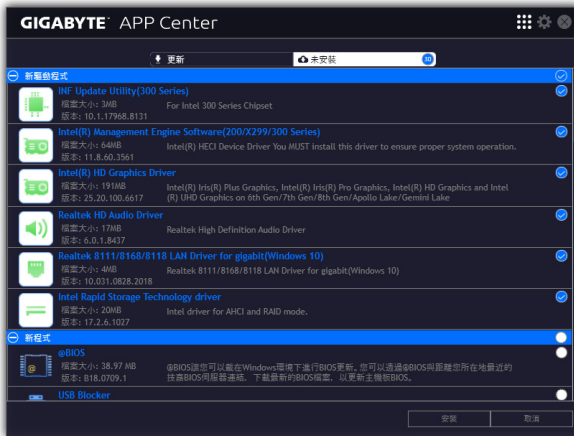 GIGABYTE™ APP Center
更新
未安裝 30
新驅動程式
INF Update Utility(300 Series)
檔案大小: 3MB
For Intel 300 Series Chipset
版本: 10.1.17968.8131
Intel(R) Management Engine Software(200/X299/300 Series)
檔案大小: 64MB
Intel(R) HECI Device Driver You MUST install this driver to ensure proper system operation.
版本: 11.8.60.3561
Intel(R) HD Graphics Driver
檔案大小: 191MB
Intel(R) Iris(R) Plus Graphics, Intel(R) Iris(R) Pro Graphics, Intel(R) HD Graphics and Intel
版本: 25.20.100.6617
(R) UHD Graphics on 6th Gen/7th Gen/8th Gen/Apollo Lake/Gemini Lake
Realtek HD Audio Driver
檔案大小: 17MB
Realtek High Definition Audio Driver
版本: 6.0.1.8437
Realtek 8111/8168/8118 LAN Driver for gigabit(Windows 10)
檔案大小: 4MB
Realtek 8111/8168/8118 LAN Driver for gigabit(Windows 10)
版本: 10.031.0828.2018
Intel Rapid Storage Technology driver
檔案大小: 20MB
Intel driver for AHCI and RAID mode.
版本: 17.2.6.1027
新程式
@BIOS
檔案大小: 38.97 MB
@BIOS讓您可以載在Windows環境下進行BIOS更新。您可以透過@BIOS與距離您所在地最近的
版本: B18.0709.1
技嘉BIOS伺服器連結、下載最新的BIOS檔案，以更新主機板BIOS。
USB Blocker
安裝
取消